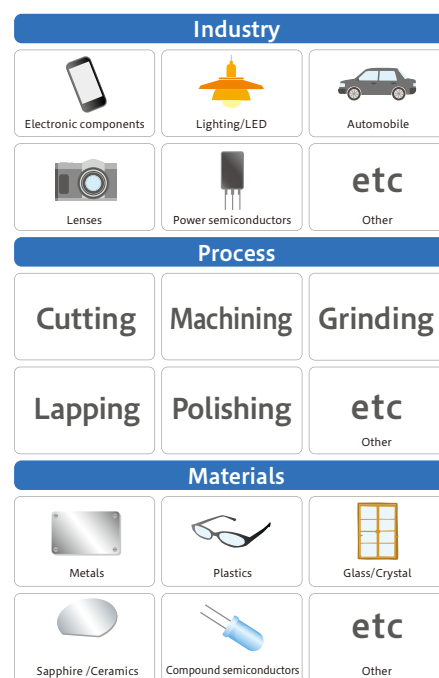 Industry
Electronic components
Lighting/LED
Automobile
Lenses
Power semiconductors
etc
Other
Process
Cutting
Machining
Grinding
Lapping
Polishing
etc
Other
Materials
Metals
Plastics
Glass/Crystal
Sapphire /Ceramics
Compound semiconductors
etc
Other